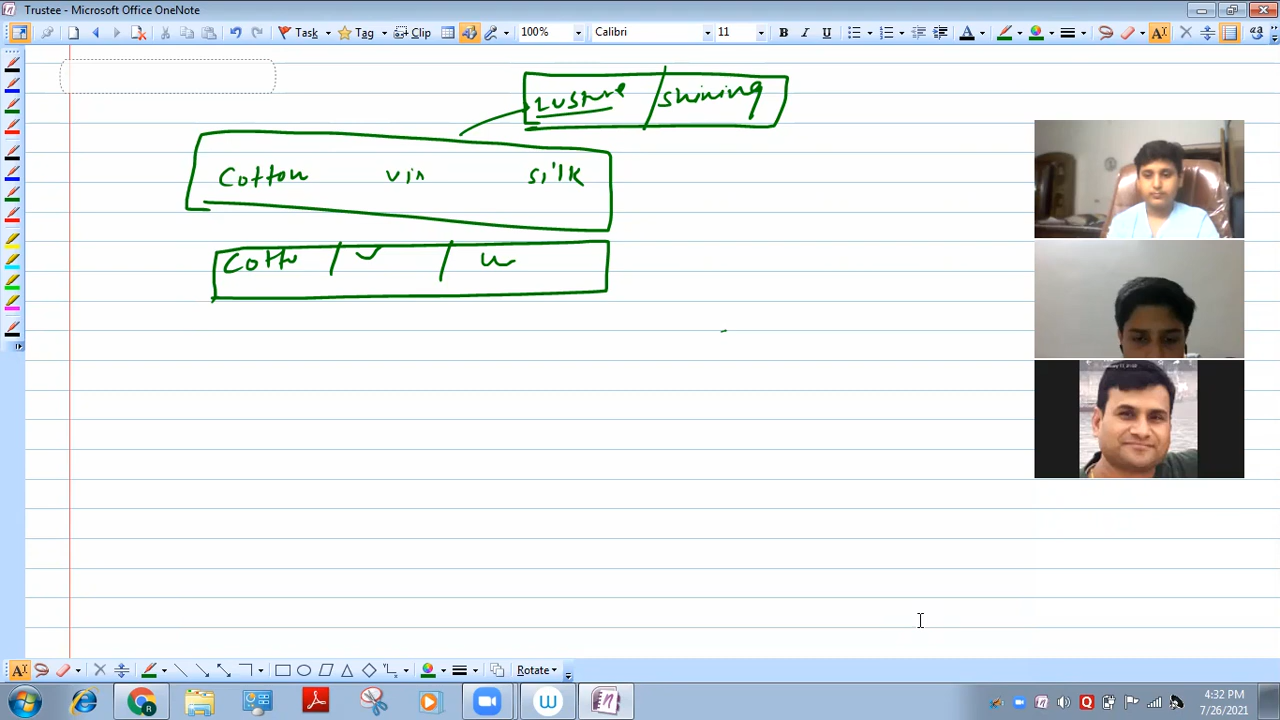 Trustee - Microsoft Office OneNote
Task Tag Clip 100% Calibri 11 B I U
Lustre / Shining
Cotton vis silk
Cotto / v / w
Rotate
4:32 PM
7/26/2021